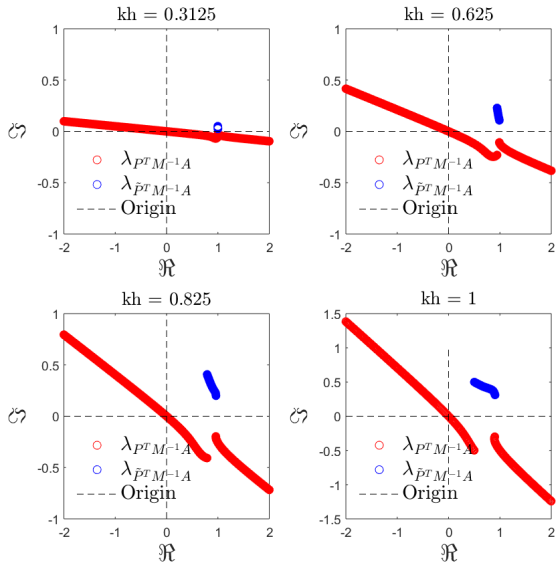 kh = 0.3125
1
0.5
0
-0.5
-1
ℑ
λ_{P^T M^{-1} A}
λ_{P̃^T M^{-1} A}
Origin
-2 -1 0 1 2
ℜ
kh = 0.625
1
0.5
0
-0.5
-1
ℑ
λ_{P^T M^{-1} A}
λ_{P̃^T M^{-1} A}
Origin
-2 -1 0 1 2
ℜ
kh = 0.825
1
0.5
0
-0.5
-1
ℑ
λ_{P^T M^{-1} A}
λ_{P̃^T M^{-1} A}
Origin
-2 -1 0 1 2
ℜ
kh = 1
1.5
1
0.5
0
-0.5
-1
-1.5
ℑ
λ_{P^T M^{-1} A}
λ_{P̃^T M^{-1} A}
Origin
-2 -1 0 1 2
ℜ